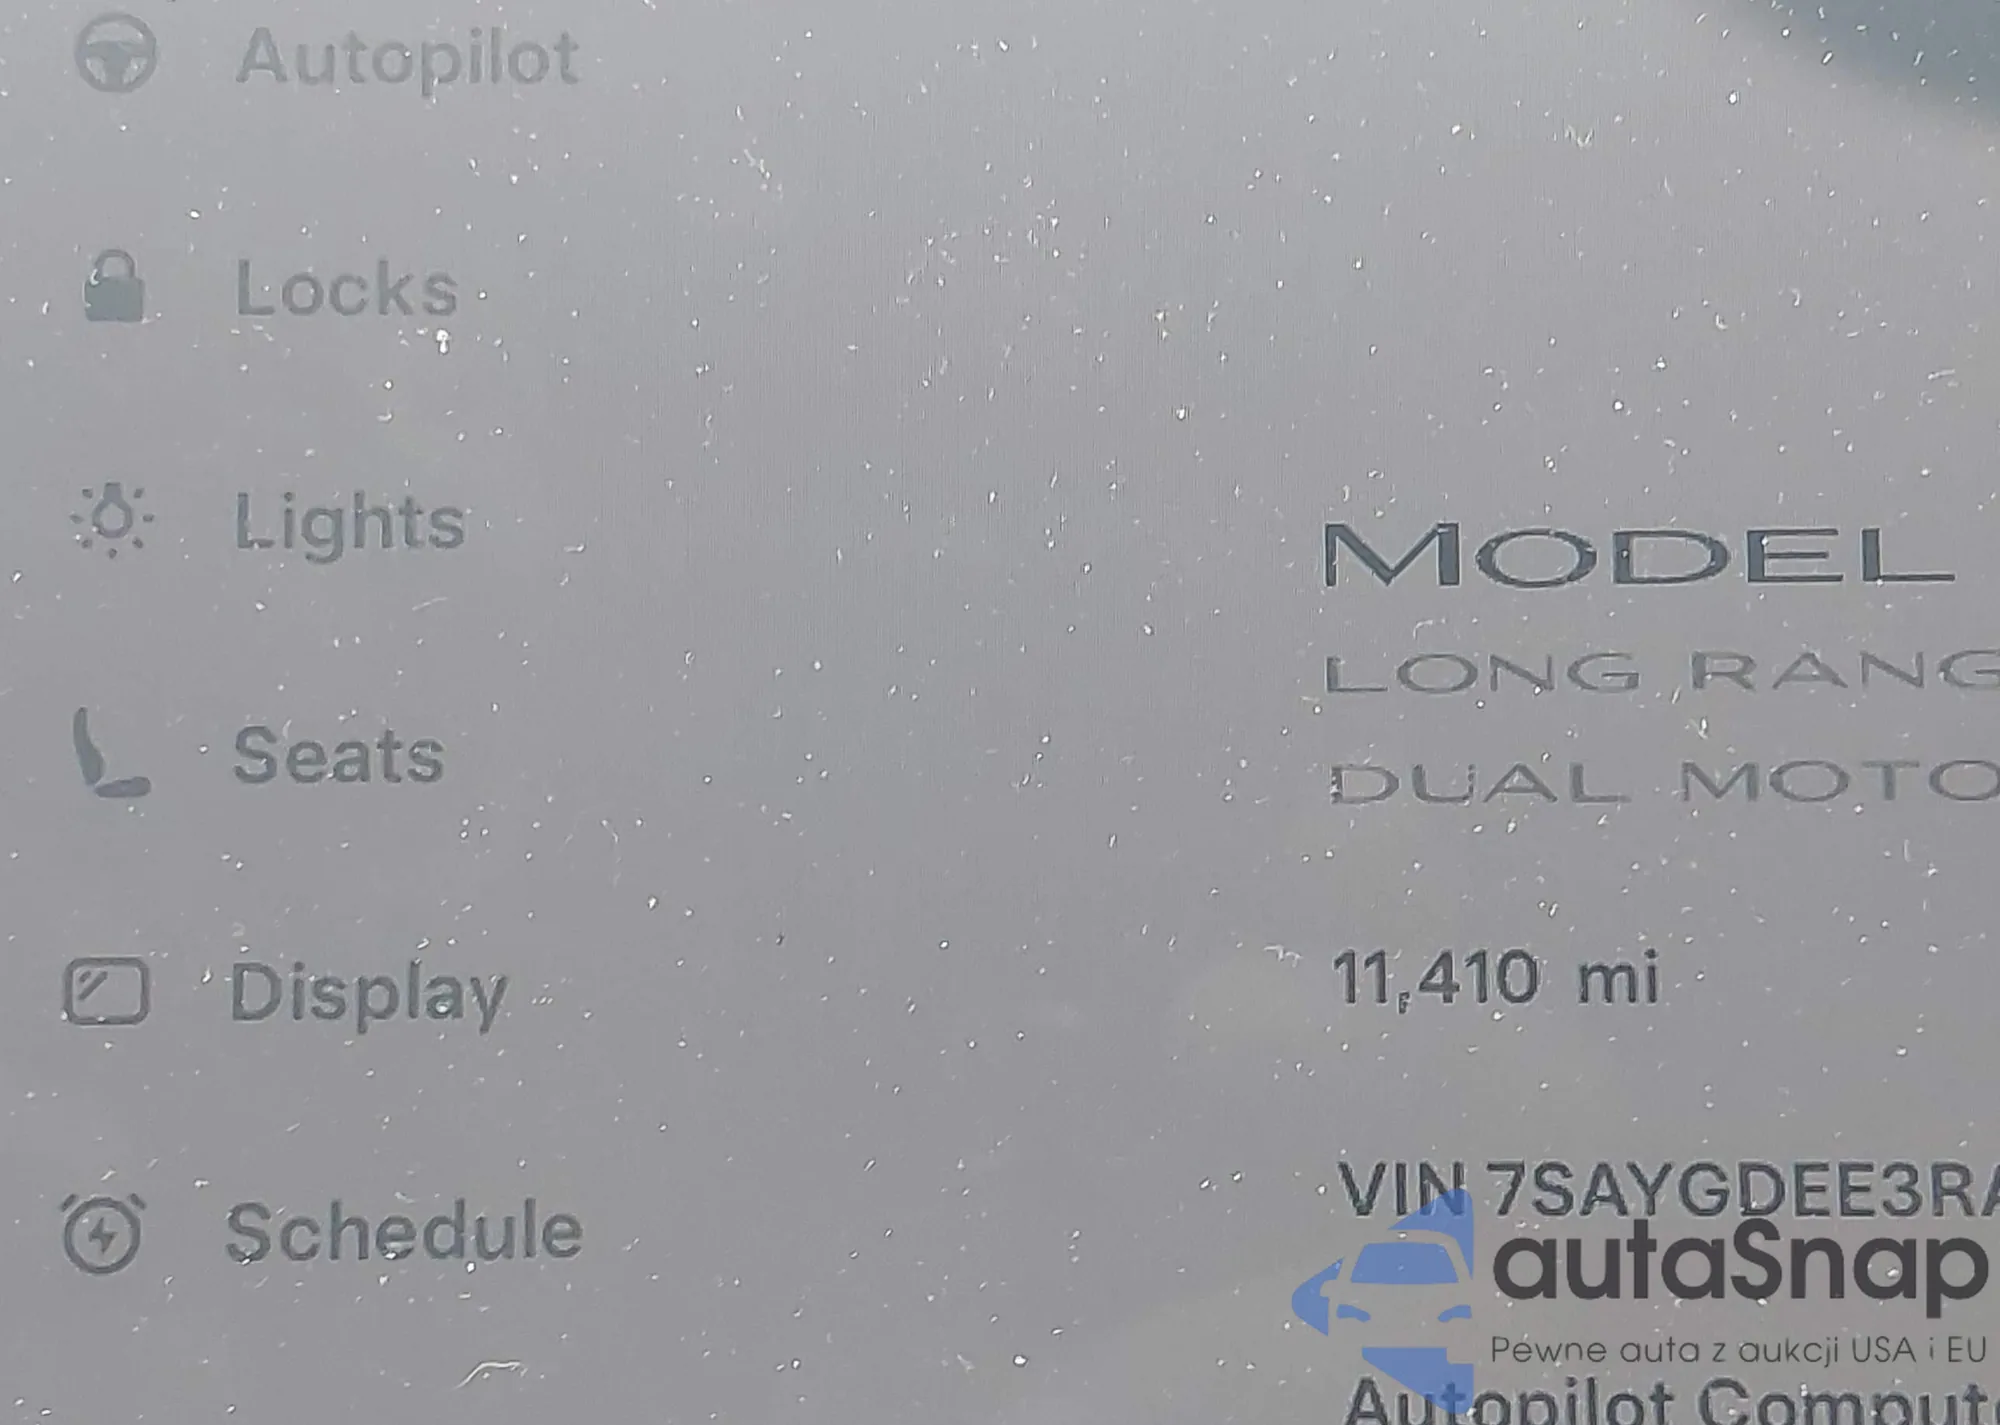 Autopilot
Locks
Lights
Seats
Display
Schedule
MODEL
LONG RANG
DUAL MOTO
11,410 mi
VIN 7SAYGDEE3RA
autaSnap
Pewne auta z aukcji USA i EU
Autopilot Compute